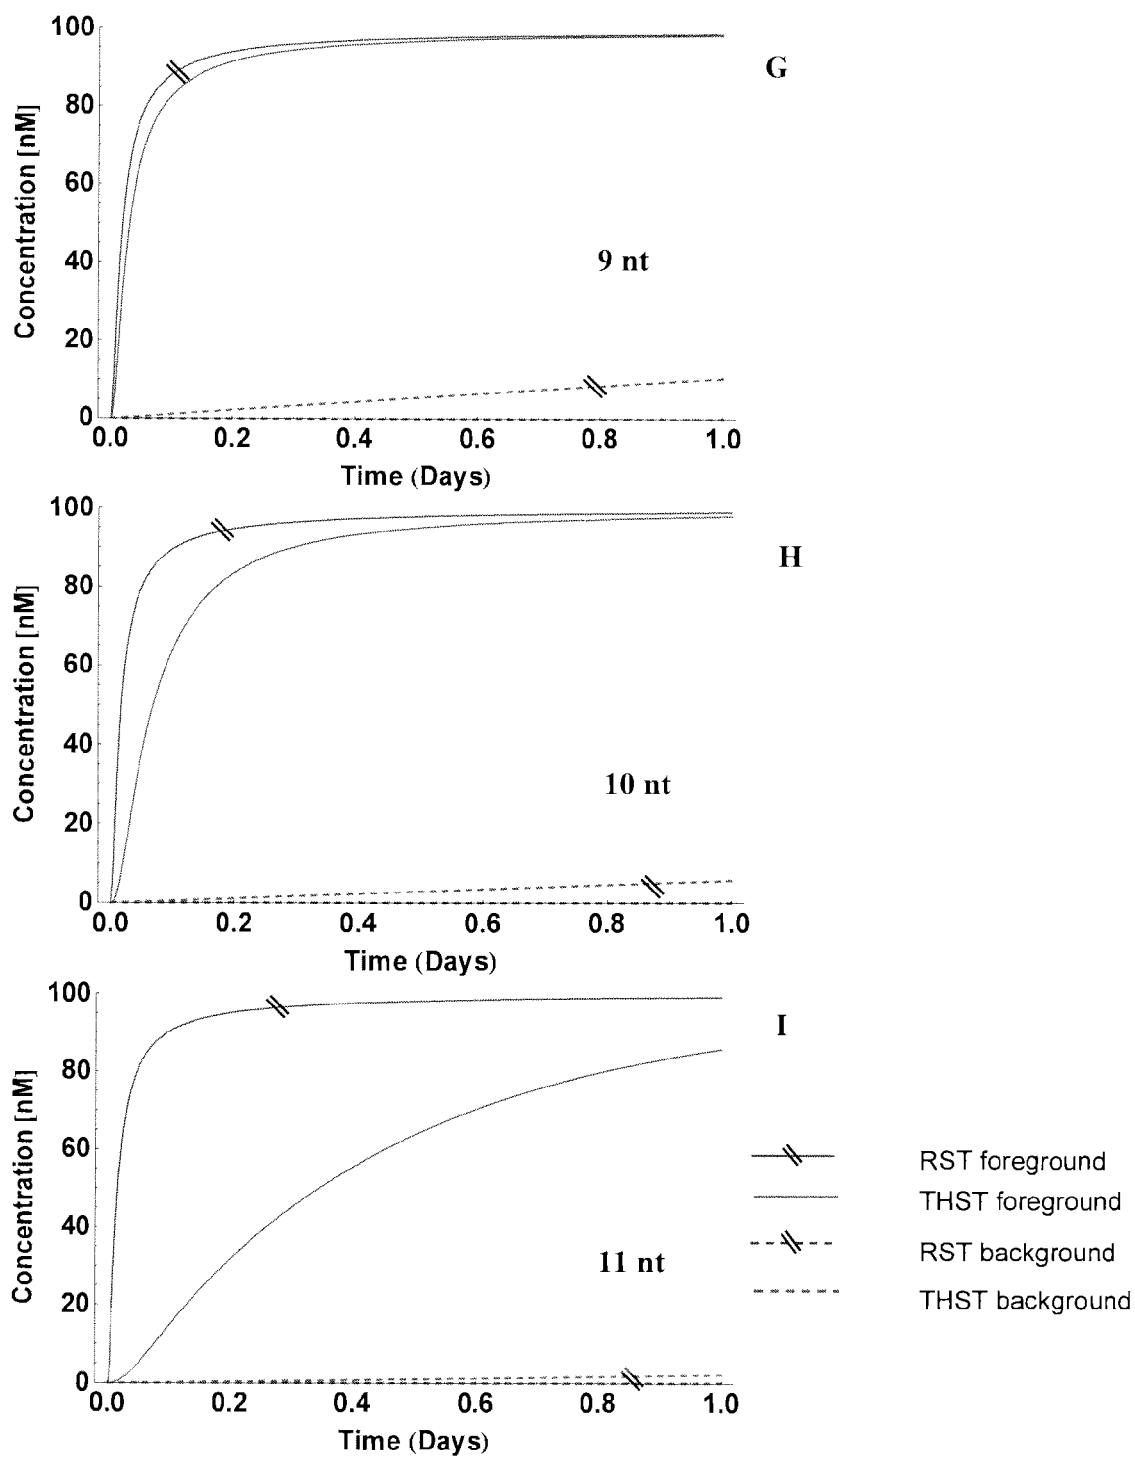 100
80
60
40
20
0
Concentration [nM]
G
9 nt
0.0 0.2 0.4 0.6 0.8 1.0
Time (Days)
100
80
60
40
20
0
Concentration [nM]
H
10 nt
0.0 0.2 0.4 0.6 0.8 1.0
Time (Days)
100
80
60
40
20
0
Concentration [nM]
I
11 nt
0.0 0.2 0.4 0.6 0.8 1.0
Time (Days)
RST foreground
THST foreground
RST background
THST background